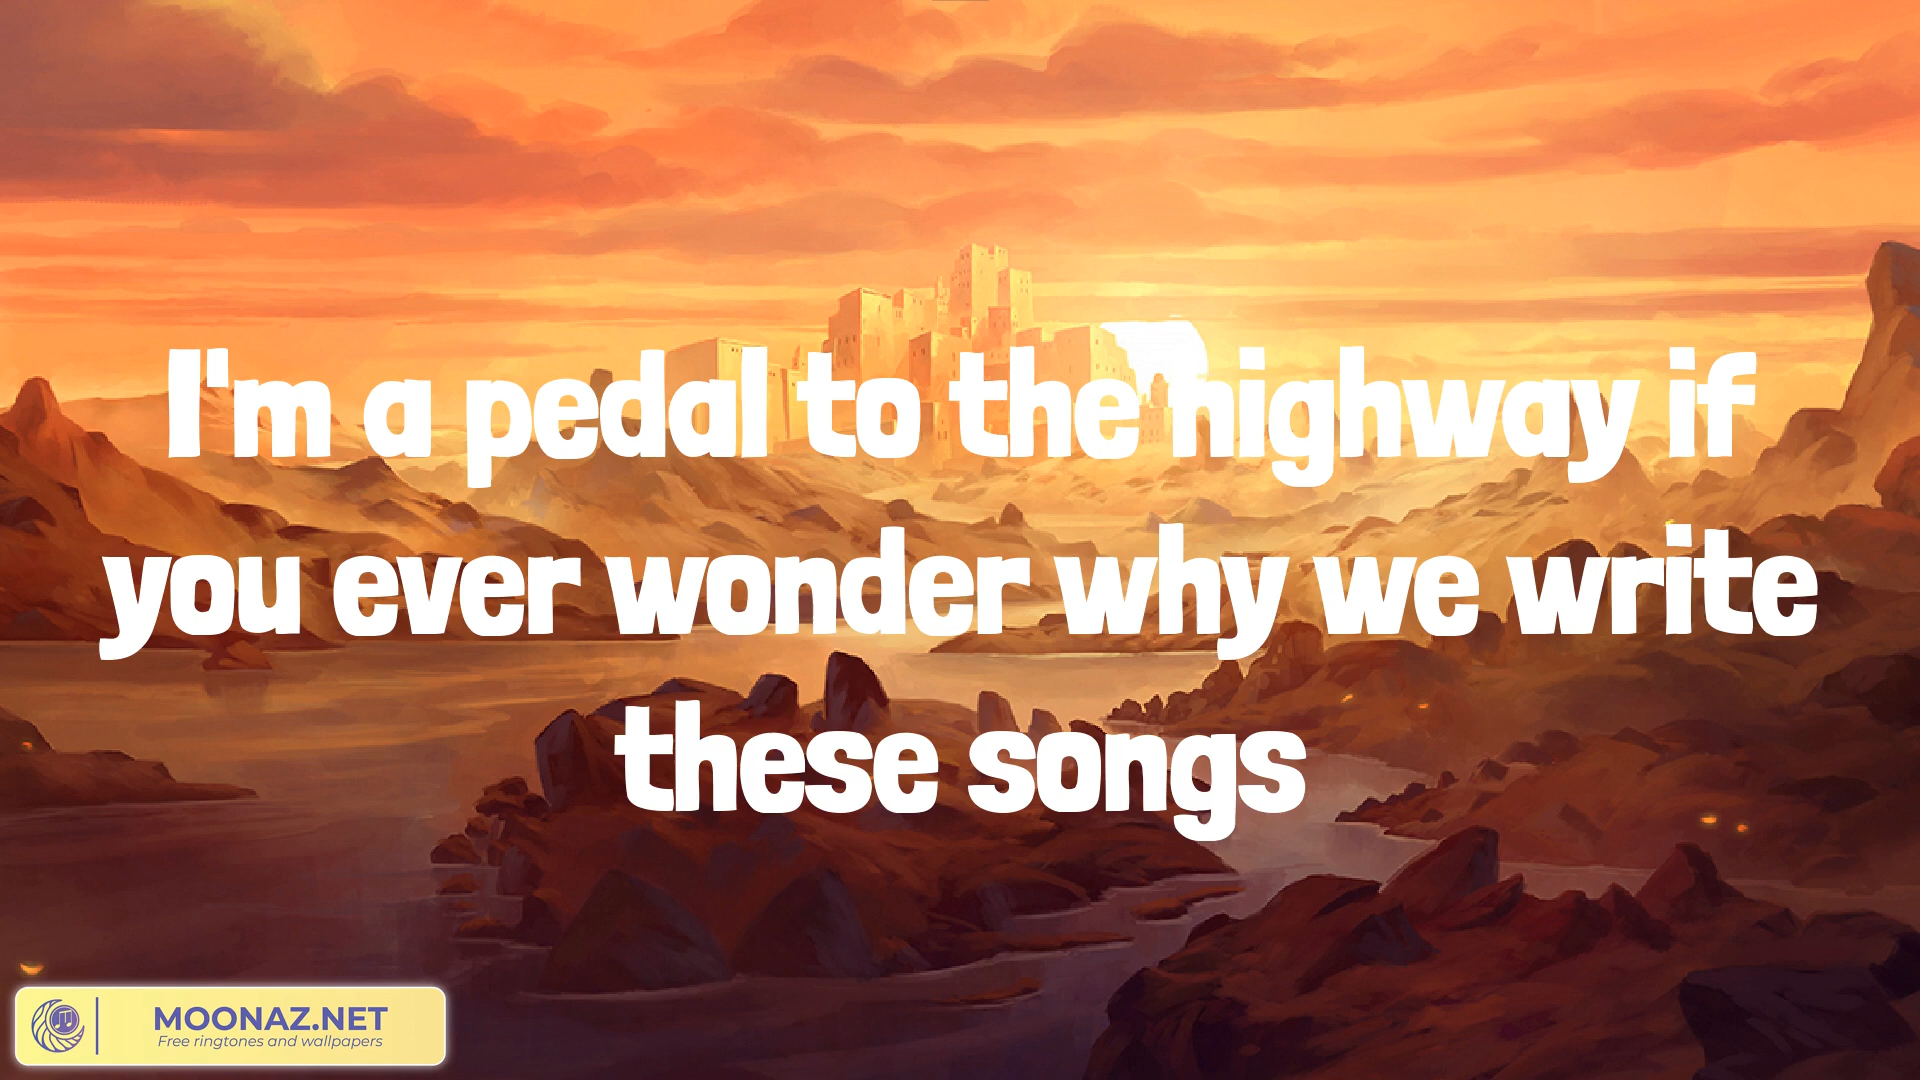 I'm a pedal to the highway if
you ever wonder why we write
these songs
MOONAZ.NET
Free ringtones and wallpapers